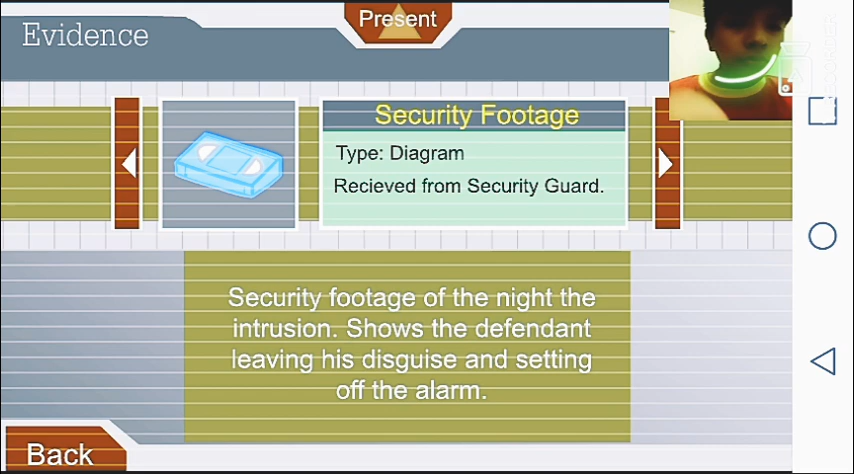 Evidence
Present
Security Footage
Type: Diagram
Recieved from Security Guard.
Security footage of the night the
intrusion. Shows the defendant
leaving his disguise and setting
off the alarm.
Back